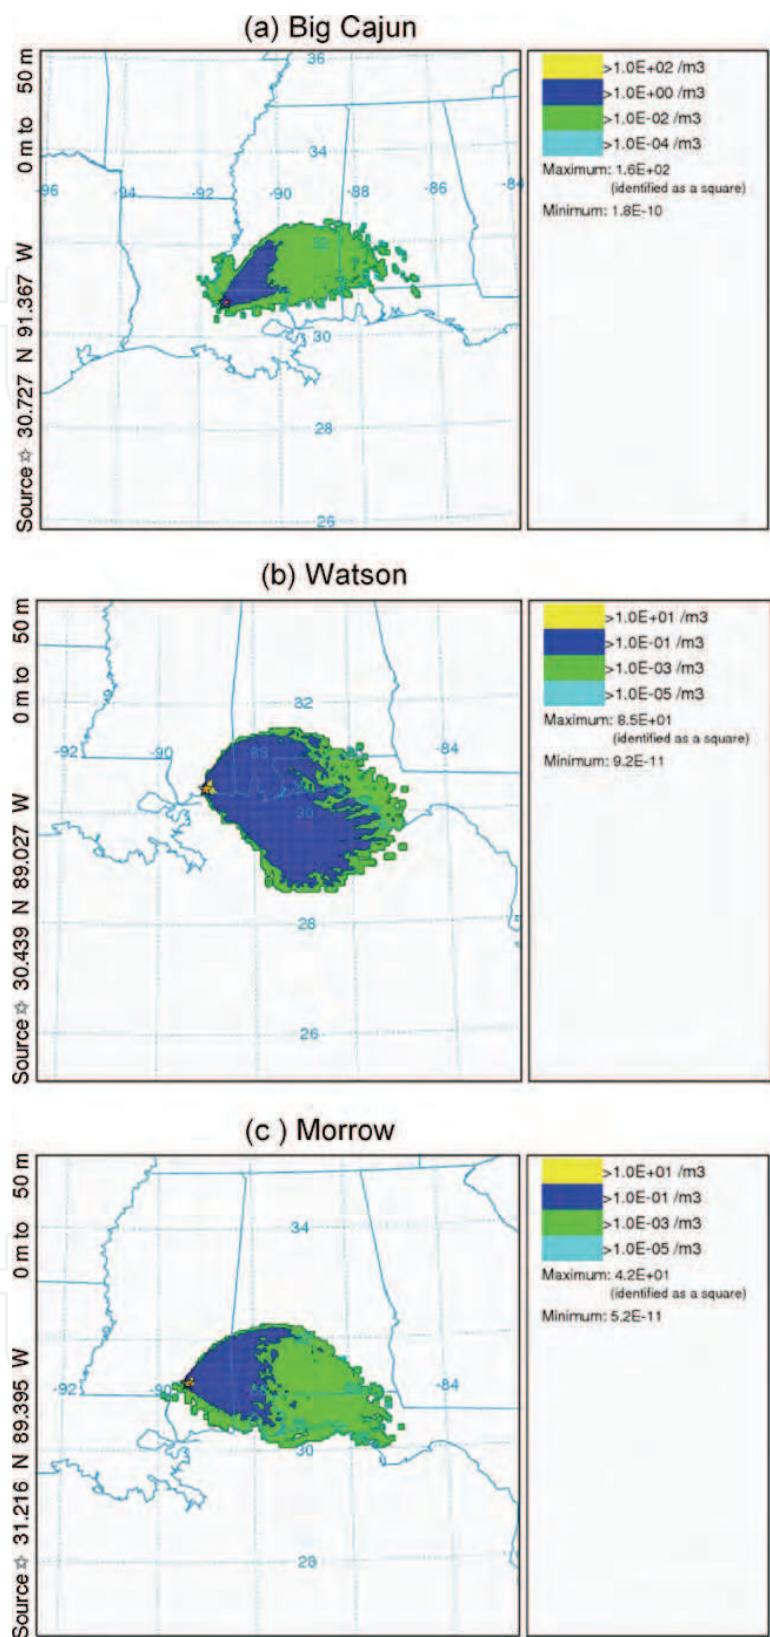 (a) Big Cajun
Source ☆ 30.727 N 91.367 W 0 m to 50 m
36
34
-96
-94
-92
-90
-88
-86
-84
32
30
28
26
>1.0E+02 /m3
>1.0E+00 /m3
>1.0E-02 /m3
>1.0E-04 /m3
Maximum: 1.6E+02
(identified as a square)
Minimum: 1.8E-10
(b) Watson
Source ☆ 30.439 N 89.027 W 0 m to 50 m
32
-92
-90
-84
30
28
26
>1.0E+01 /m3
>1.0E-01 /m3
>1.0E-03 /m3
>1.0E-05 /m3
Maximum: 8.5E+01
(identified as a square)
Minimum: 9.2E-11
(c ) Morrow
Source ☆ 31.216 N 89.395 W 0 m to 50 m
34
-92
-90
-84
30
28
>1.0E+01 /m3
>1.0E-01 /m3
>1.0E-03 /m3
>1.0E-05 /m3
Maximum: 4.2E+01
(identified as a square)
Minimum: 5.2E-11